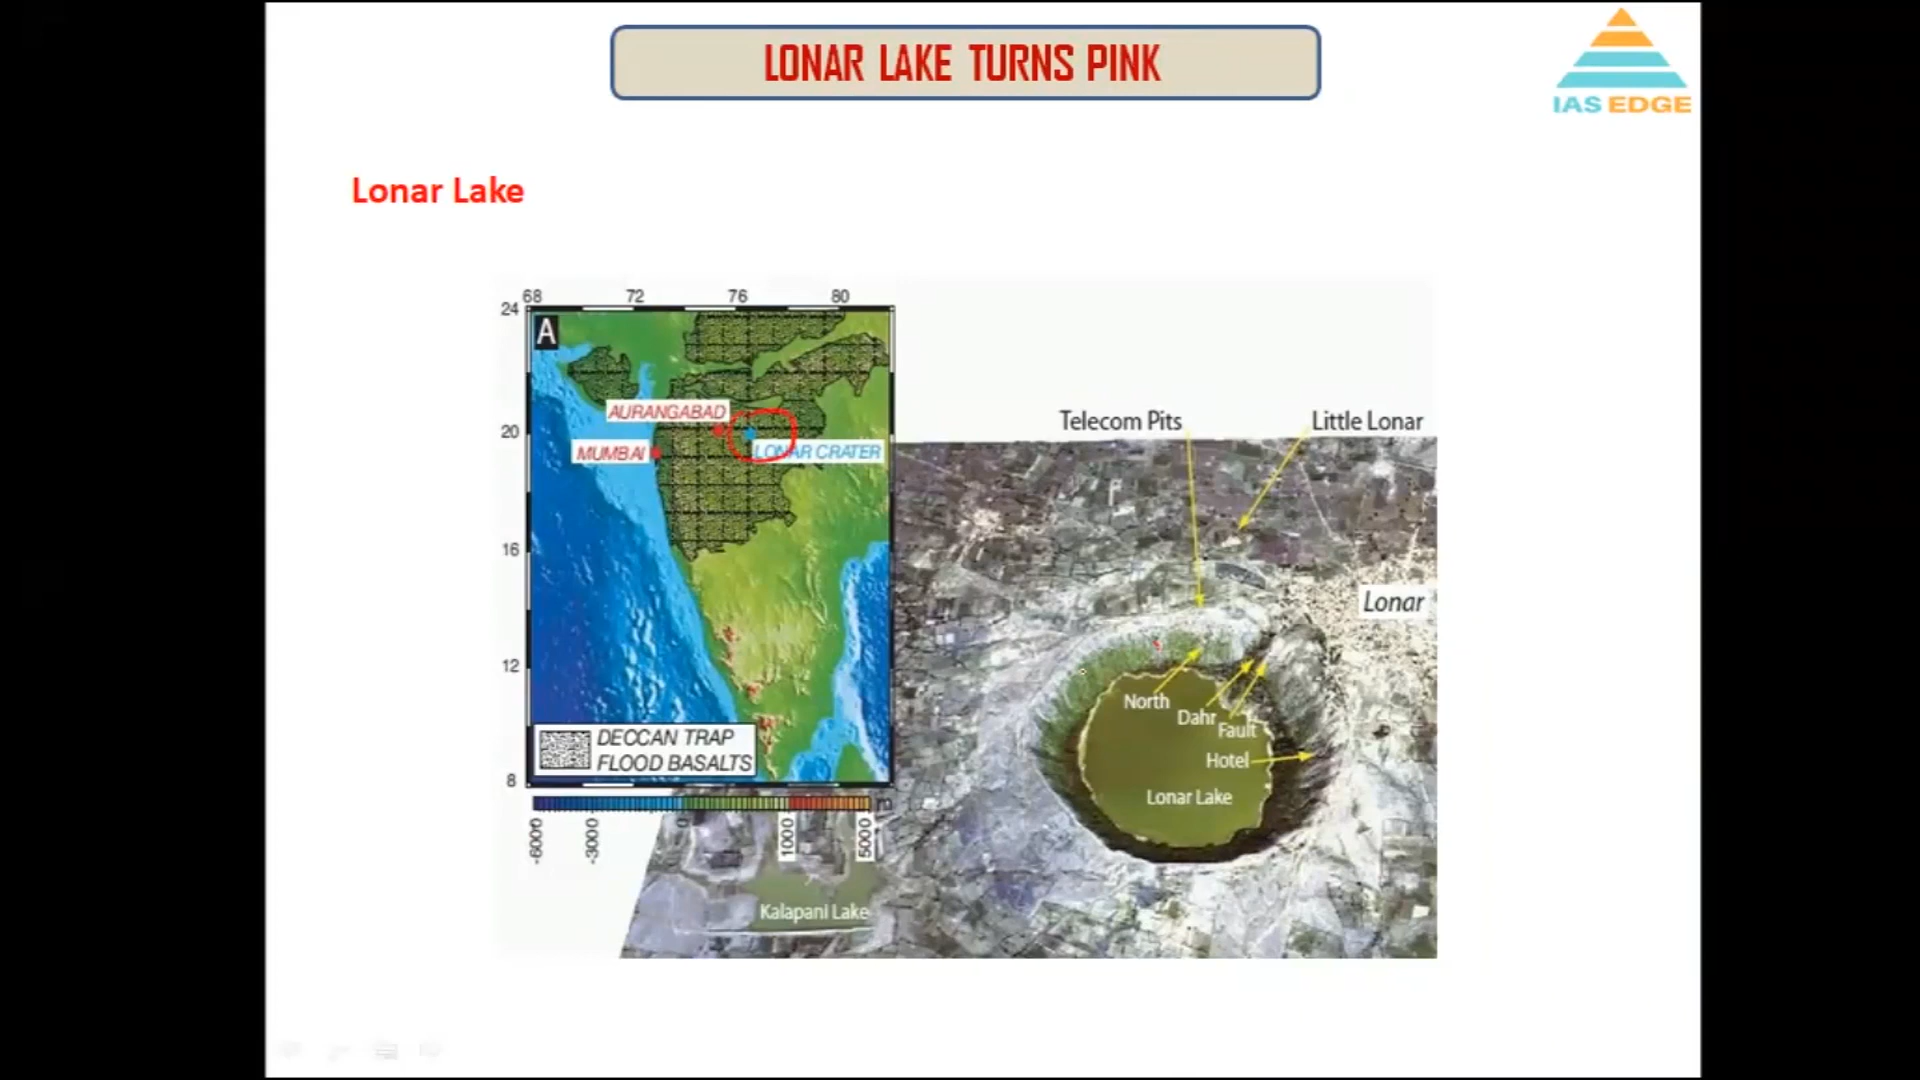 LONAR LAKE TURNS PINK
IAS EDGE
Lonar Lake
68 72 76 80
24
A
AURANGABAD
20
MUMBAI
LONAR CRATER
16
12
8
DECCAN TRAP
FLOOD BASALTS
-6000 -3000 0 1000 5000
m
Telecom Pits
Little Lonar
Lonar
North
Dahr
Fault
Hotel
Lonar Lake
Kalapani Lake